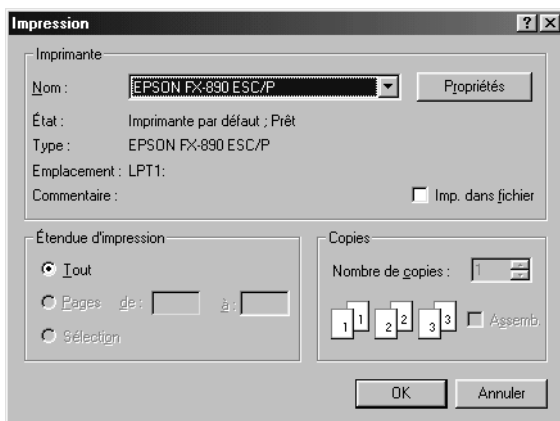 Impression
Imprimante
Nom : EPSON FX-890 ESC/P Propriétés
État : Imprimante par défaut ; Prêt
Type : EPSON FX-890 ESC/P
Emplacement : LPT1:
Commentaire : Imp. dans fichier
Étendue d'impression
Tout
Pages de : à :
Sélection
Copies
Nombre de copies : 1
1 1 2 2 3 3 Assemb.
OK Annuler